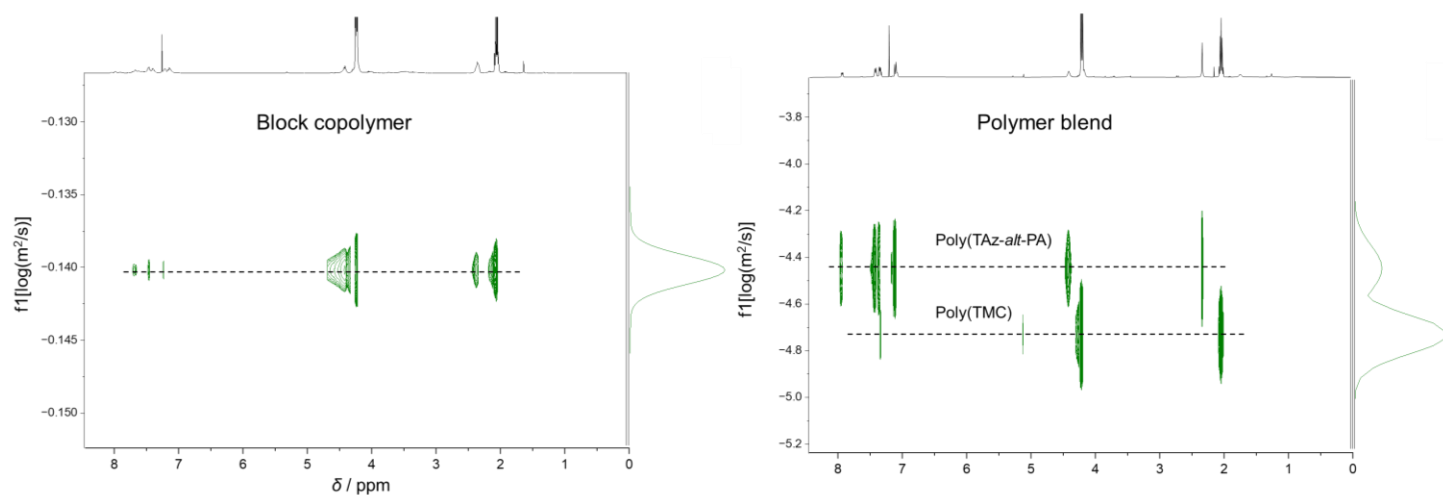 Block copolymer
−0.130
−0.135
−0.140
−0.145
−0.150
f1[log(m²/s)]
8 7 6 5 4 3 2 1 0
δ / ppm
Polymer blend
−3.8
−4.0
−4.2
−4.4
−4.6
−4.8
−5.0
−5.2
f1[log(m²/s)]
Poly(TAz-alt-PA)
Poly(TMC)
8 7 6 5 4 3 2 1 0